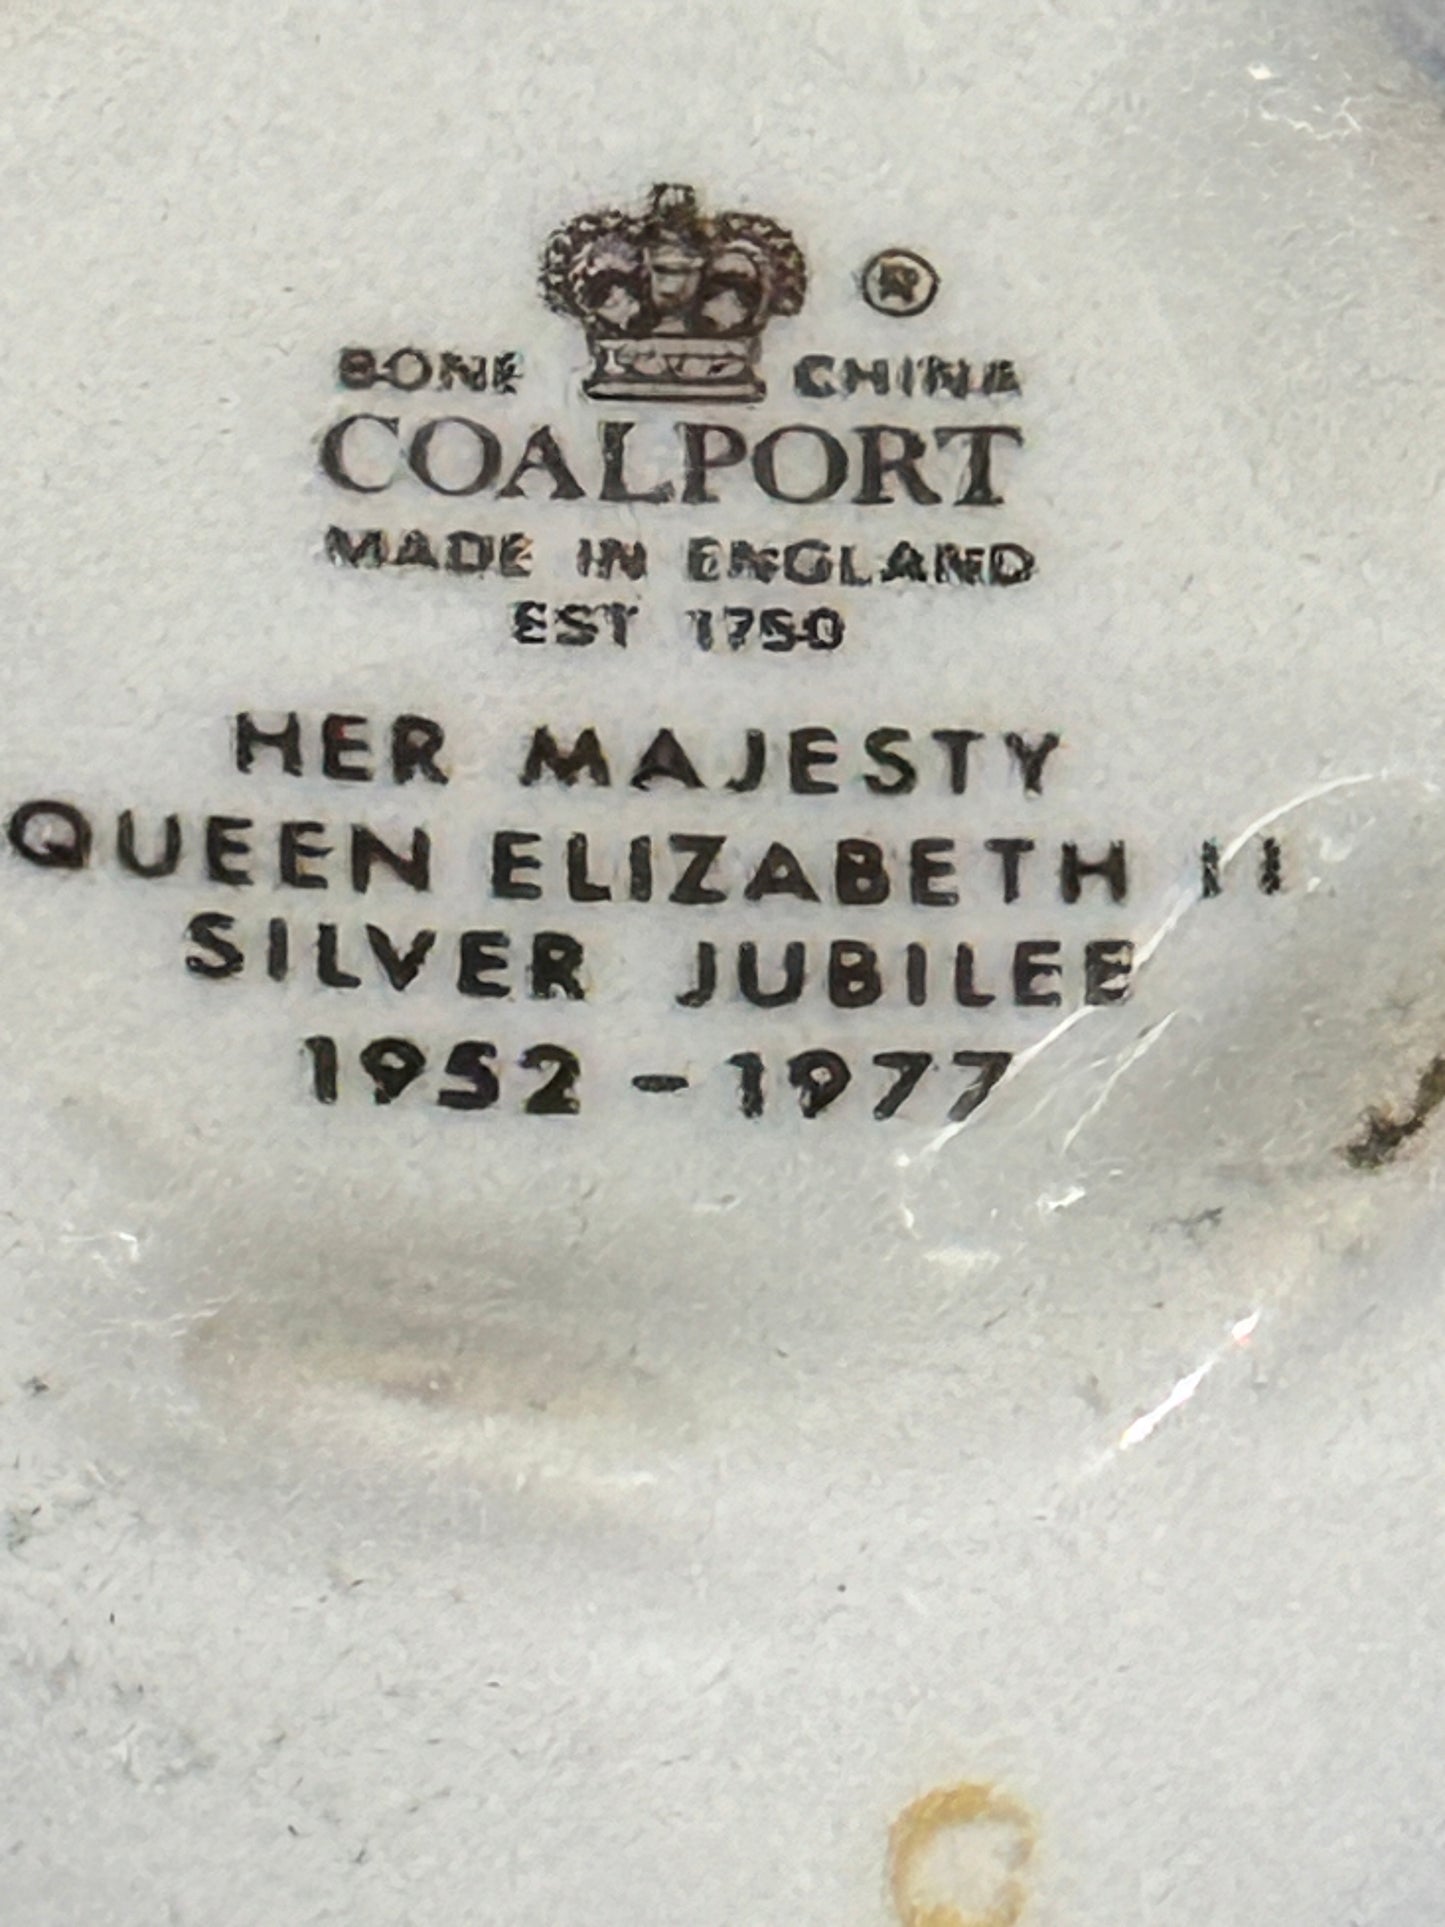 ®
BONE CHINA
COALPORT
MADE IN ENGLAND
EST 1750
HER MAJESTY
QUEEN ELIZABETH II
SILVER JUBILEE
1952 - 1977